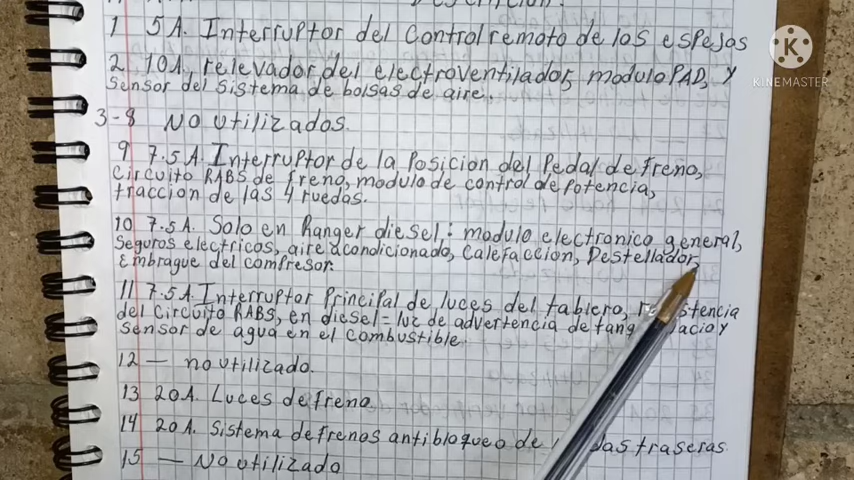 Descripcion.
1 5A. Interruptor del control remoto de los espejos
2 10A. relevador del electroventilador, modulo PAD, y
Sensor del sistema de bolsas de aire.
3-8 No utilizados.
9 7.5A. Interruptor de la Posicion del Pedal de freno,
Circuito RABS de freno, modulo de control de potencia,
traccion de las 4 ruedas.
10 7.5A. Solo en Ranger diesel: modulo electronico general,
Seguros electricos, aire acondicionado, Calefaccion, Destellador,
Embrague del compresor.
11 7.5A. Interruptor Principal de luces del tablero,
del Circuito RABS, en diesel = luz de advertencia de y
Sensor de agua en el Combustible.
12 — no utilizado.
13 20A. Luces de freno
14 20A. Sistema de frenos antibloqueo de traseras
15 — No utilizado
KINEMASTER